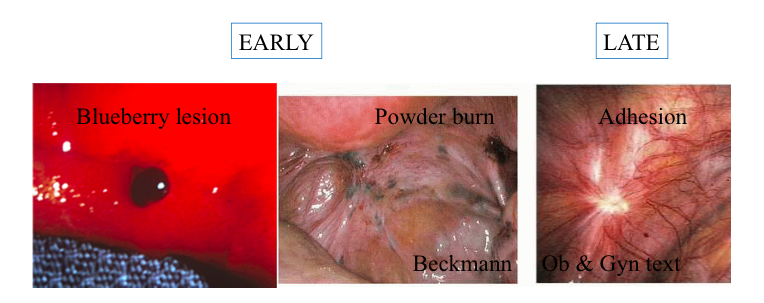 EARLY
LATE
Blueberry lesion
Powder burn
Adhesion
Beckmann
Ob & Gyn text